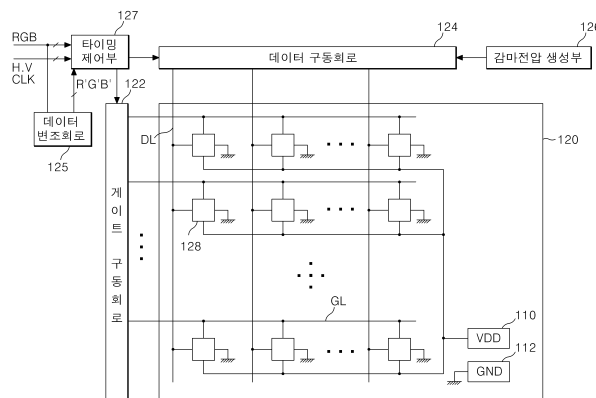 RGB
H.V
CLK
타이밍
제어부
127
데이터 구동회로
124
감마전압 생성부
126
R'G'B'
122
데이터
변조회로
125
DL
120
게이트 구동회로
128
GL
110
VDD
112
GND